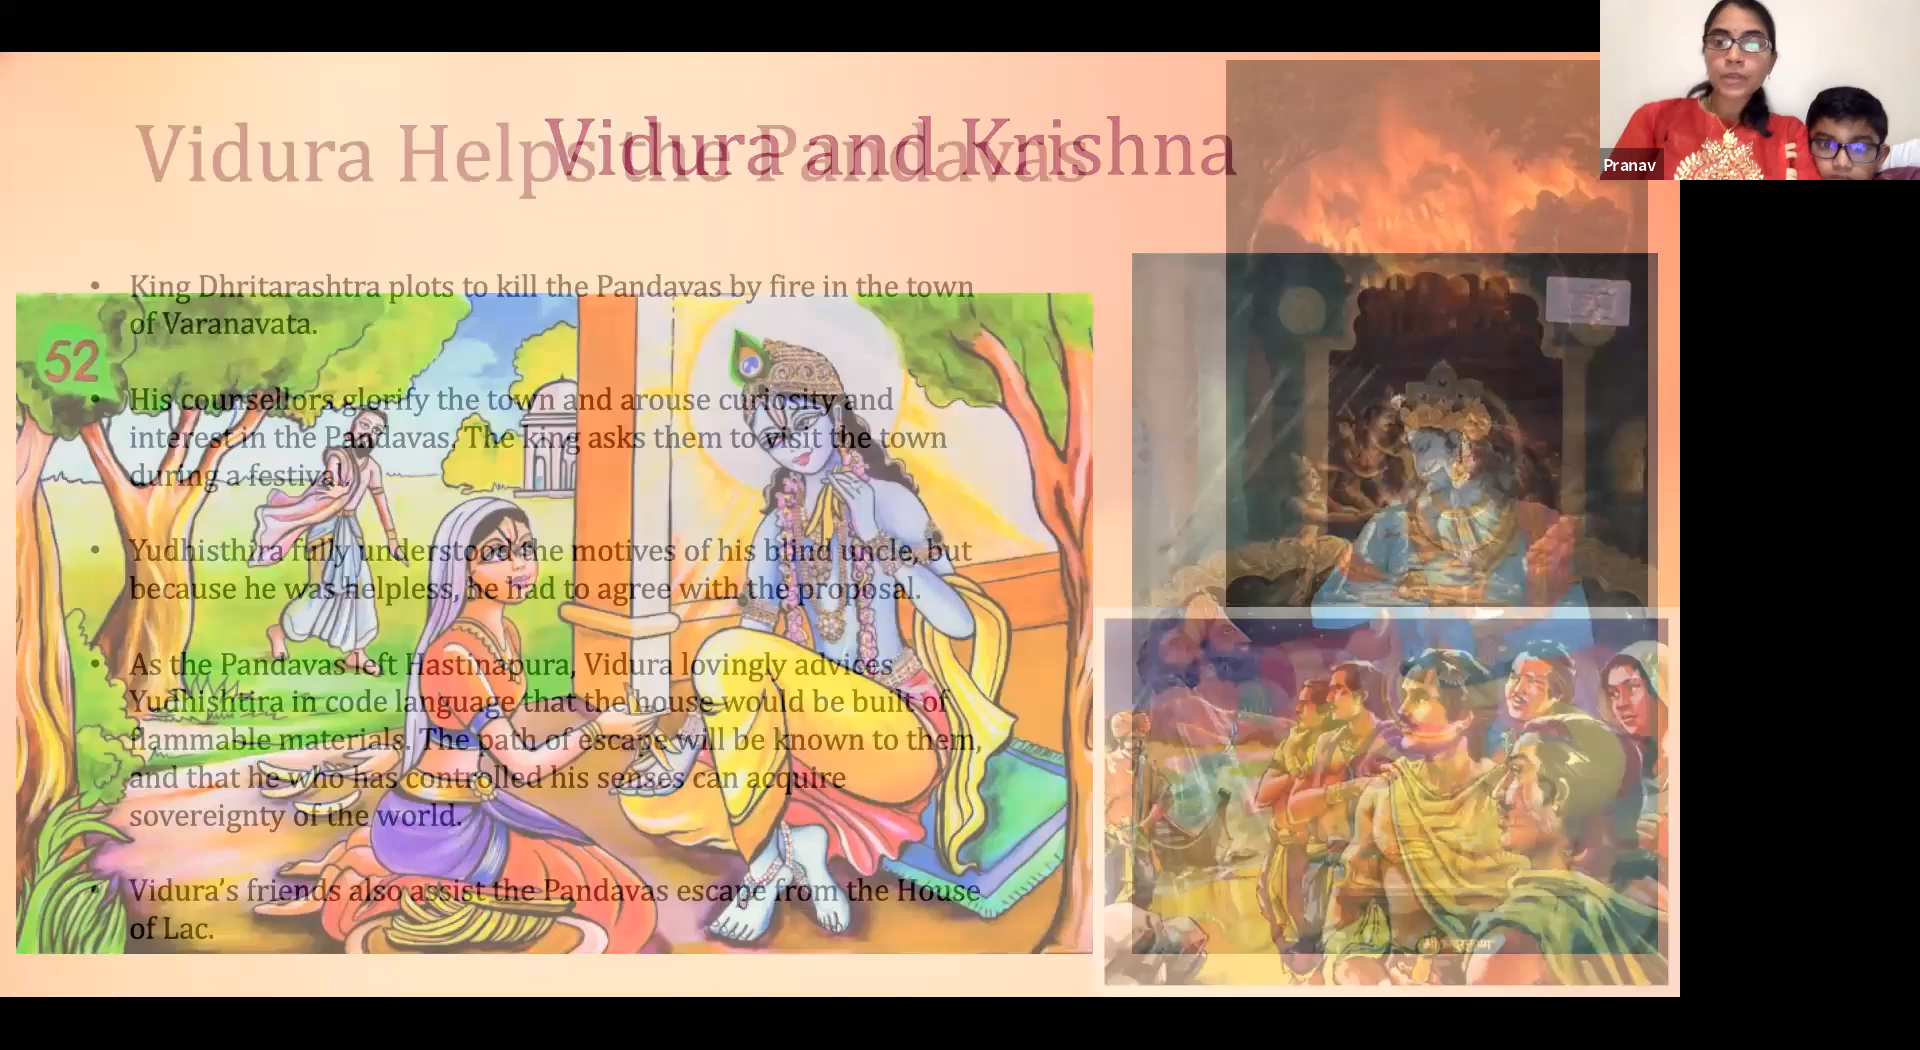 Vidura Helps the Pandavas
Vidura and Krishna
Pranav
• King Dhritarashtra plots to kill the Pandavas by fire in the town
of Varanavata.
52
• His counsellors glorify the town and arouse curiosity and
interest in the Pandavas. The king asks them to visit the town
during a festival.
• Yudhisthira fully understood the motives of his blind uncle, but
because he was helpless, he had to agree with the proposal.
• As the Pandavas left Hastinapura, Vidura lovingly advices
Yudhishtira in code language that the house would be built of
flammable materials. The path of escape will be known to them,
and that he who has controlled his senses can acquire
sovereignty of the world.
• Vidura's friends also assist the Pandavas escape from the House
of Lac.